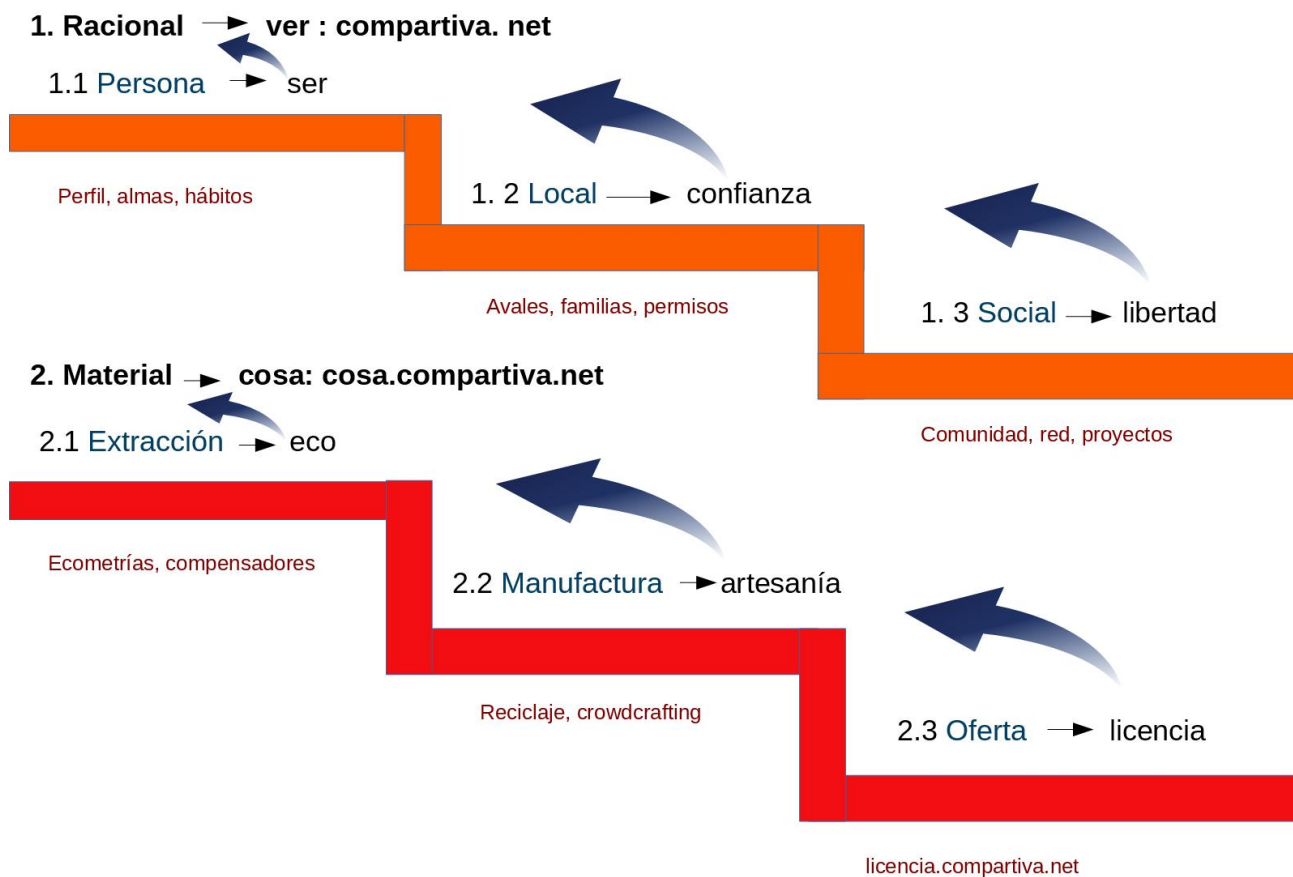 1. Racional → ver : compartiva. net
1.1 Persona → ser
Perfil, almas, hábitos
1. 2 Local → confianza
Avales, familias, permisos
1. 3 Social → libertad
Comunidad, red, proyectos
2. Material → cosa: cosa.compartiva.net
2.1 Extracción → eco
Ecometrías, compensadores
2.2 Manufactura → artesanía
Reciclaje, crowdcrafting
2.3 Oferta → licencia
licencia.compartiva.net